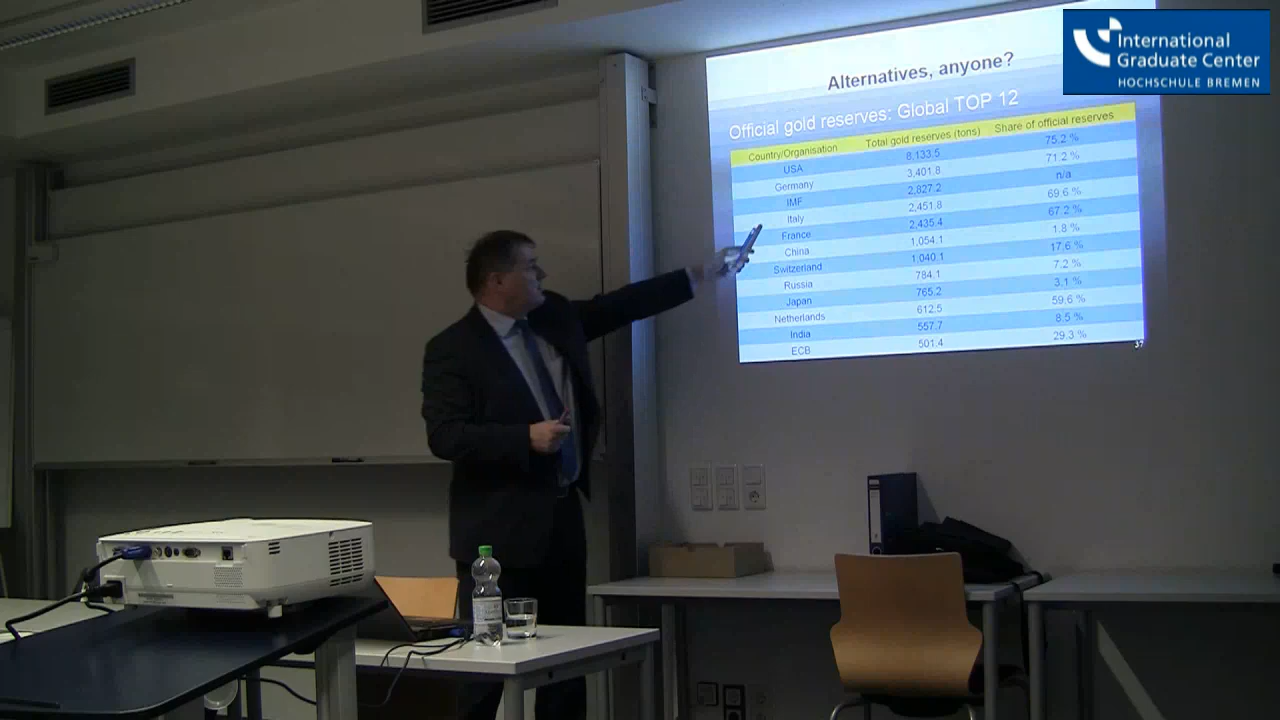 International
Graduate Center
HOCHSCHULE BREMEN
Alternatives, anyone?
Official gold reserves: Global TOP 12
Country/Organisation Total gold reserves (tons) Share of official reserves
USA 8,133.5 75.2 %
Germany 3,401.8 71.2 %
IMF 2,827.2 n/a
Italy 2,451.8 69.6 %
France 2,435.4 67.2 %
China 1,054.1 1.8 %
Switzerland 1,040.1 17.6 %
Russia 784.1 7.2 %
Japan 765.2 3.1 %
Netherlands 612.5 59.6 %
India 557.7 8.5 %
ECB 501.4 29.3 %